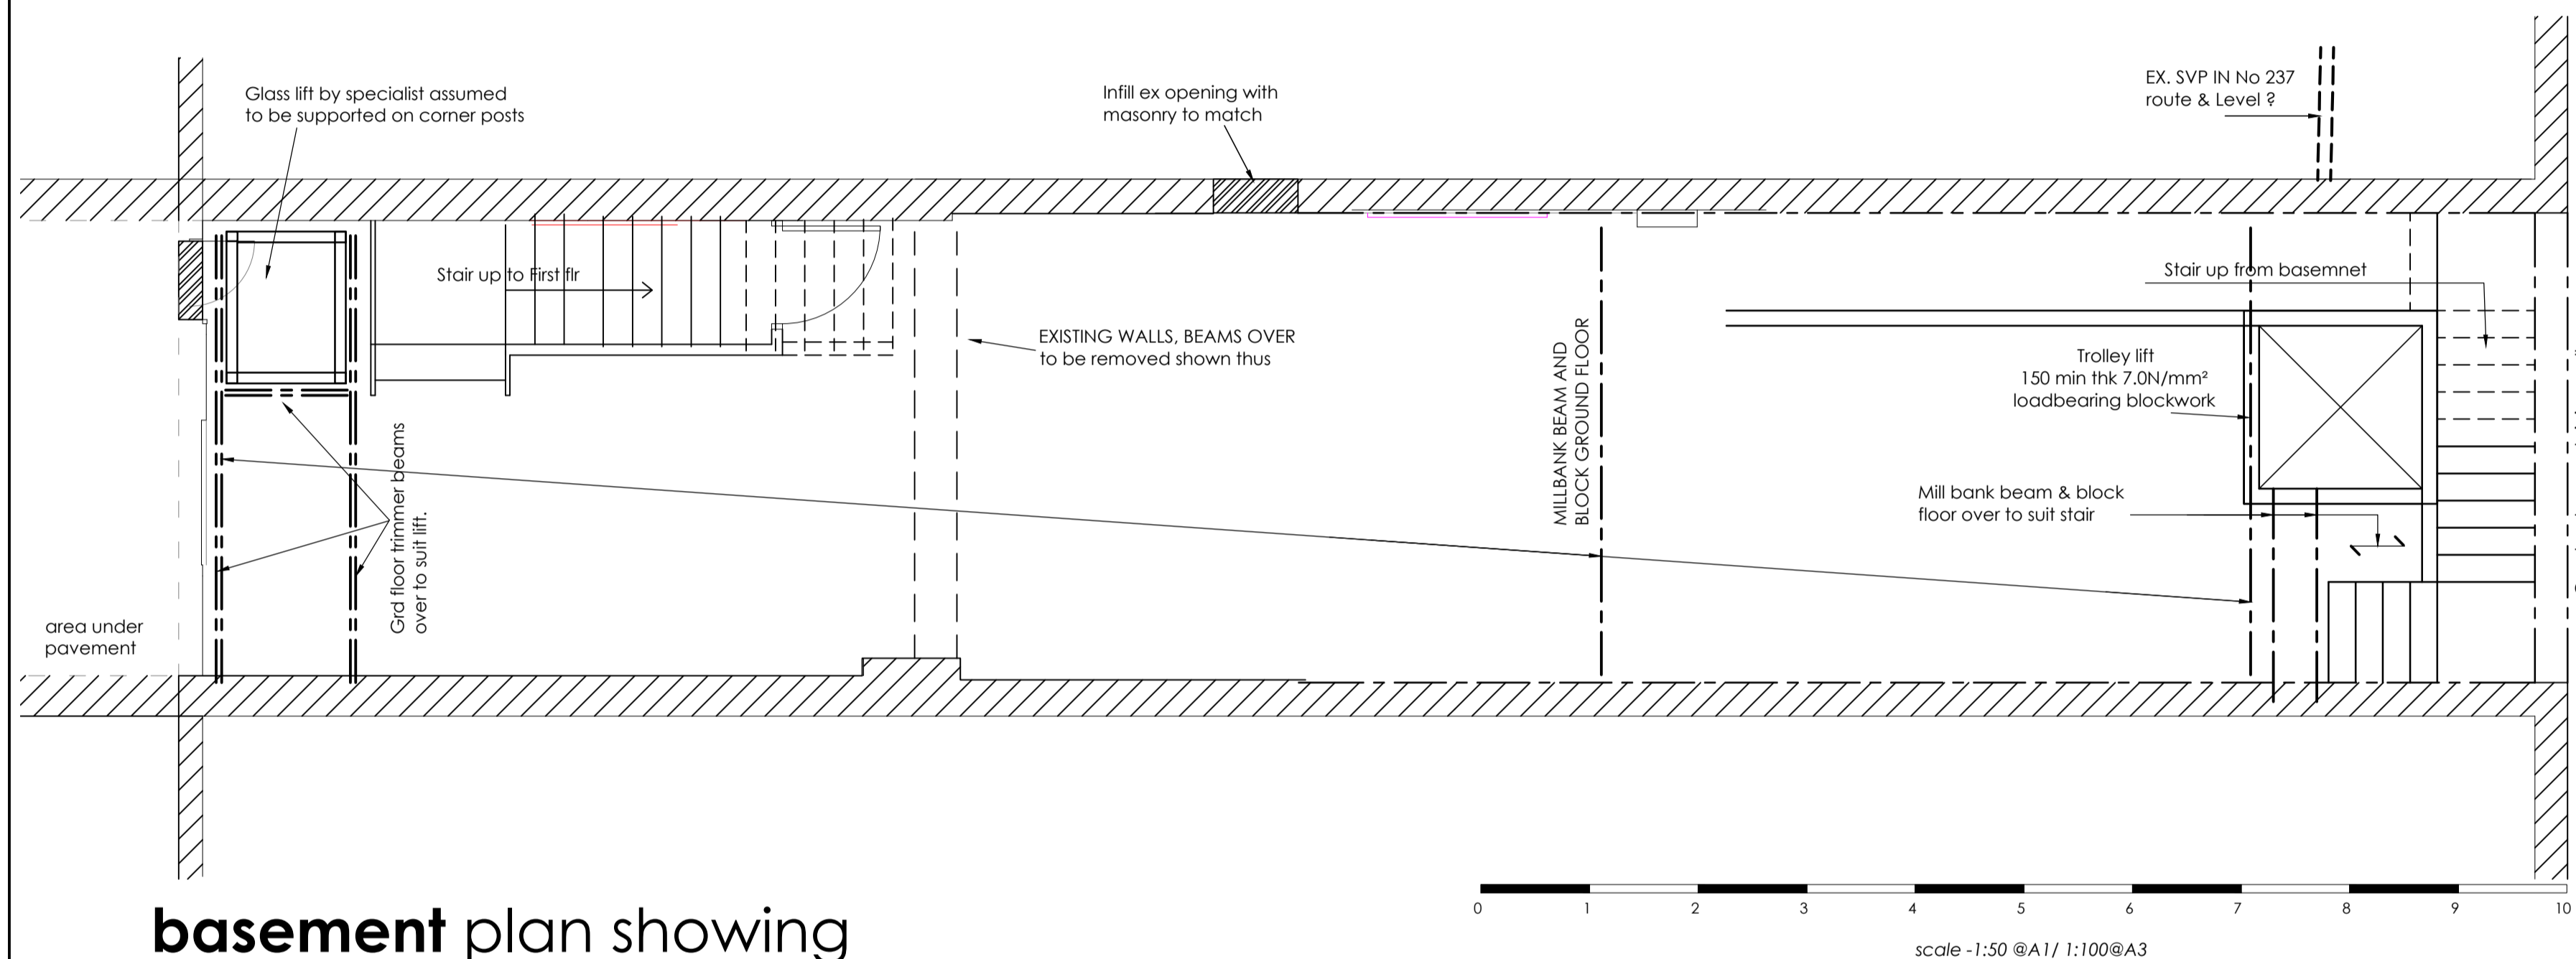 Glass lift by specialist assumed
to be supported on corner posts
Infill ex opening with
masonry to match
EX. SVP IN No 237
route & Level ?
Stair up to First flr
EXISTING WALLS, BEAMS OVER
to be removed shown thus
MILLBANK BEAM AND
BLOCK GROUND FLOOR
Stair up from basemnet
Trolley lift
150 min thk 7.0N/mm²
loadbearing blockwork
Mill bank beam & block
floor over to suit stair
Grd floor trimmer beams
over to suit lift.
area under
pavement
basement plan showing
0 1 2 3 4 5 6 7 8 9 10
scale -1:50 @A1/ 1:100@A3